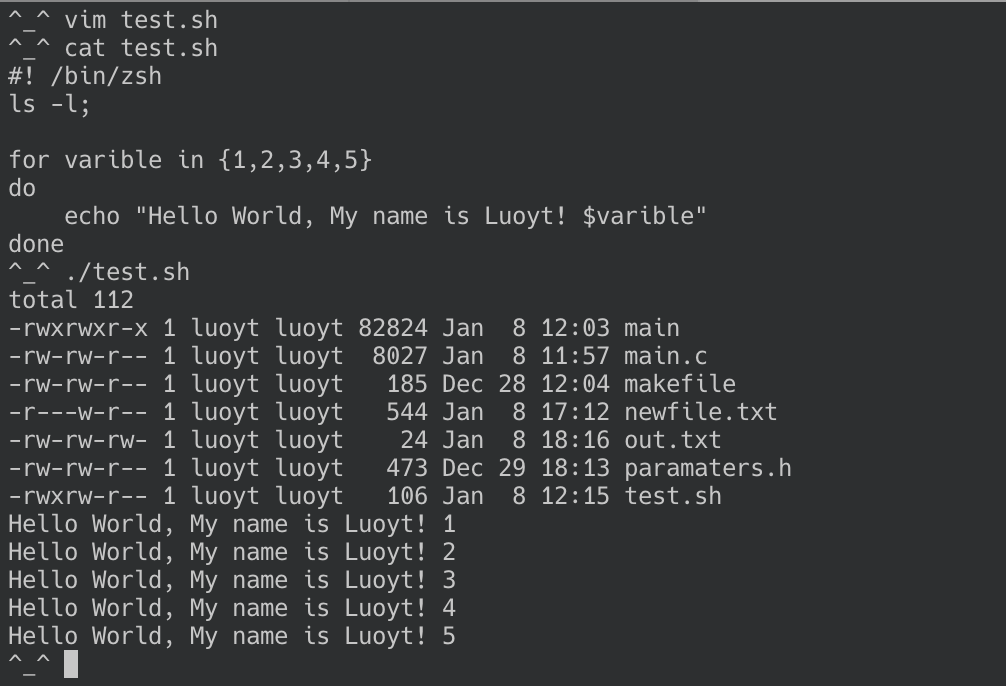 ^_^ vim test.sh
^_^ cat test.sh
#! /bin/zsh
ls -l;

for varible in {1,2,3,4,5}
do
    echo "Hello World, My name is Luoyt! $varible"
done
^_^ ./test.sh
total 112
-rwxrwxr-x 1 luoyt luoyt 82824 Jan  8 12:03 main
-rw-rw-r-- 1 luoyt luoyt  8027 Jan  8 11:57 main.c
-rw-rw-r-- 1 luoyt luoyt   185 Dec 28 12:04 makefile
-r---w-r-- 1 luoyt luoyt   544 Jan  8 17:12 newfile.txt
-rw-rw-rw- 1 luoyt luoyt    24 Jan  8 18:16 out.txt
-rw-rw-r-- 1 luoyt luoyt   473 Dec 29 18:13 paramaters.h
-rwxrw-r-- 1 luoyt luoyt   106 Jan  8 12:15 test.sh
Hello World, My name is Luoyt! 1
Hello World, My name is Luoyt! 2
Hello World, My name is Luoyt! 3
Hello World, My name is Luoyt! 4
Hello World, My name is Luoyt! 5
^_^